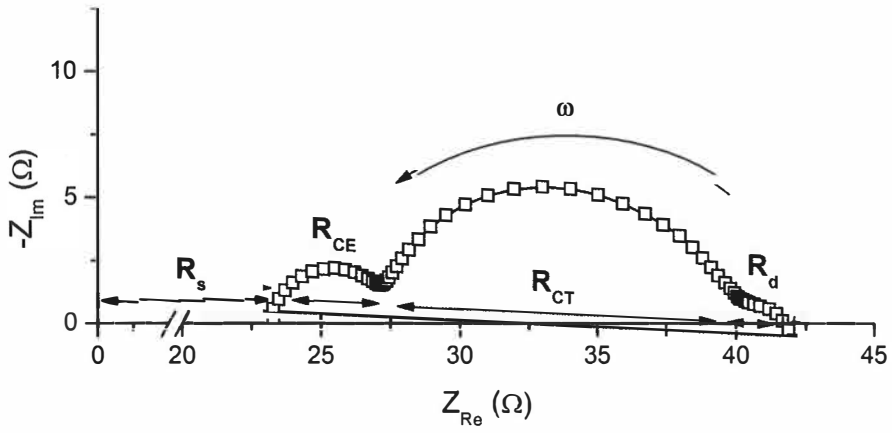 10
5
0
-Z_Im (Ω)
ω
R_s
R_CE
R_CT
R_d
0 20 25 30 35 40 45
Z_Re (Ω)